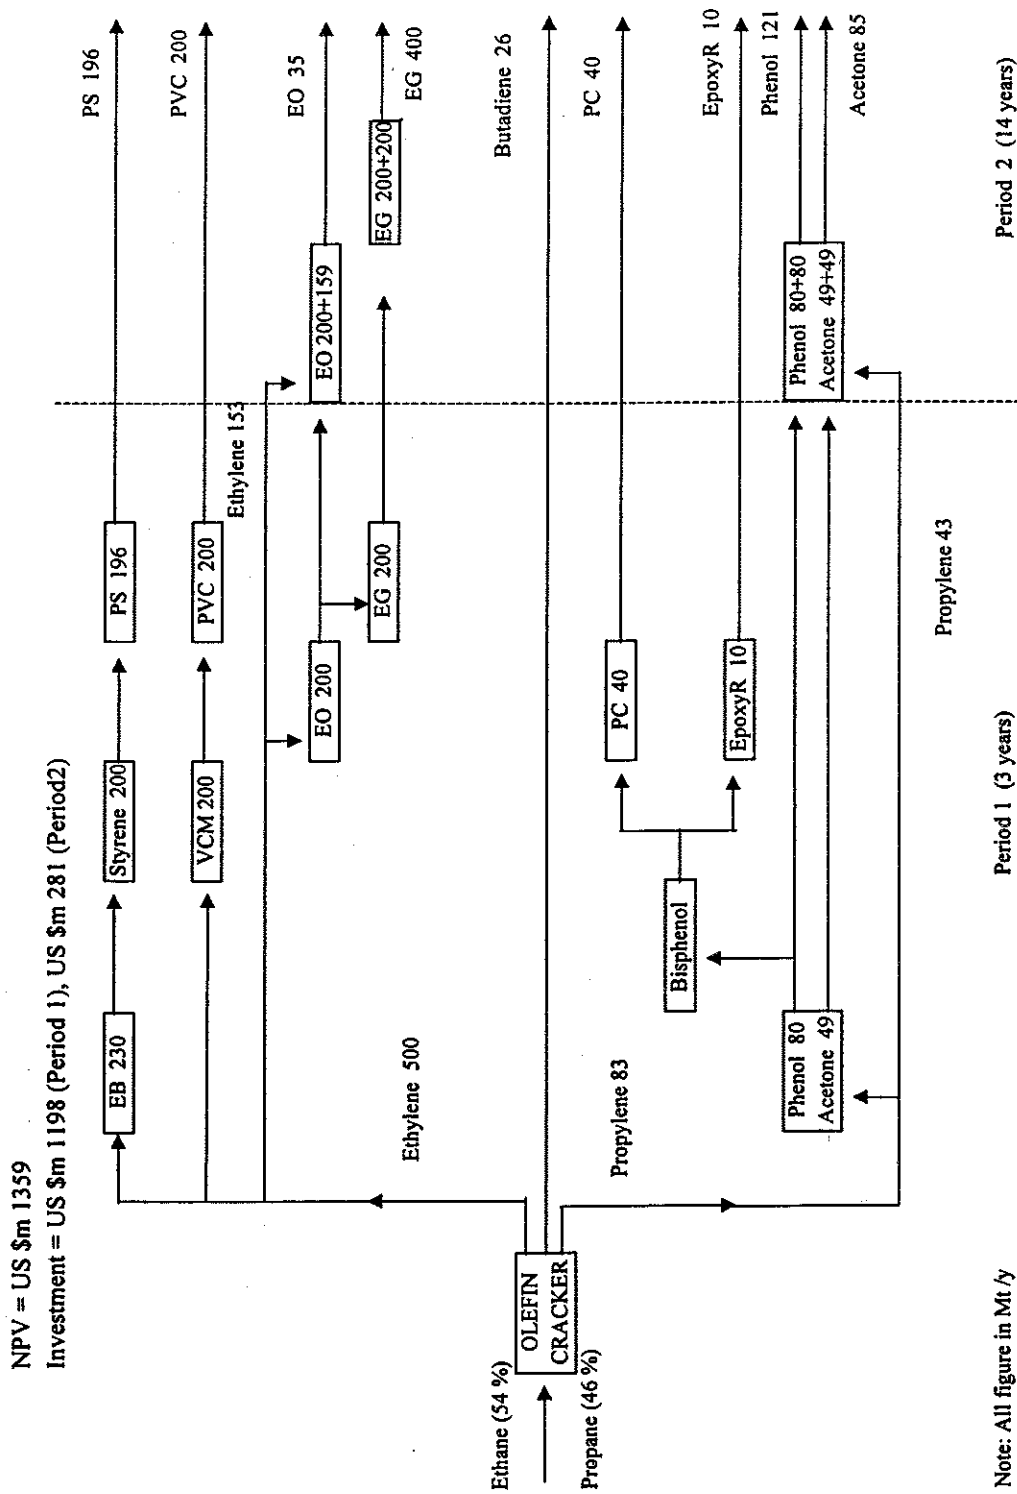 NPV = US $m 1359
Investment = US $m 1198 (Period 1), US $m 281 (Period2)
EB 230
Styrene 200
PS 196
PS 196
VCM 200
PVC 200
PVC 200
Ethylene 153
EO 200
EO 200+159
EO 35
EG 200
EG 200+200
EG 400
Ethylene 500
Ethane (54 %)
OLEFIN
CRACKER
Propane (46 %)
Butadiene 26
Propylene 83
Bisphenol
PC 40
PC 40
EpoxyR 10
EpoxyR 10
Phenol 80
Acetone 49
Phenol 80+80
Acetone 49+49
Phenol 121
Acetone 85
Propylene 43
Period 1 (3 years)
Period 2 (14 years)
Note: All figure in Mt /y